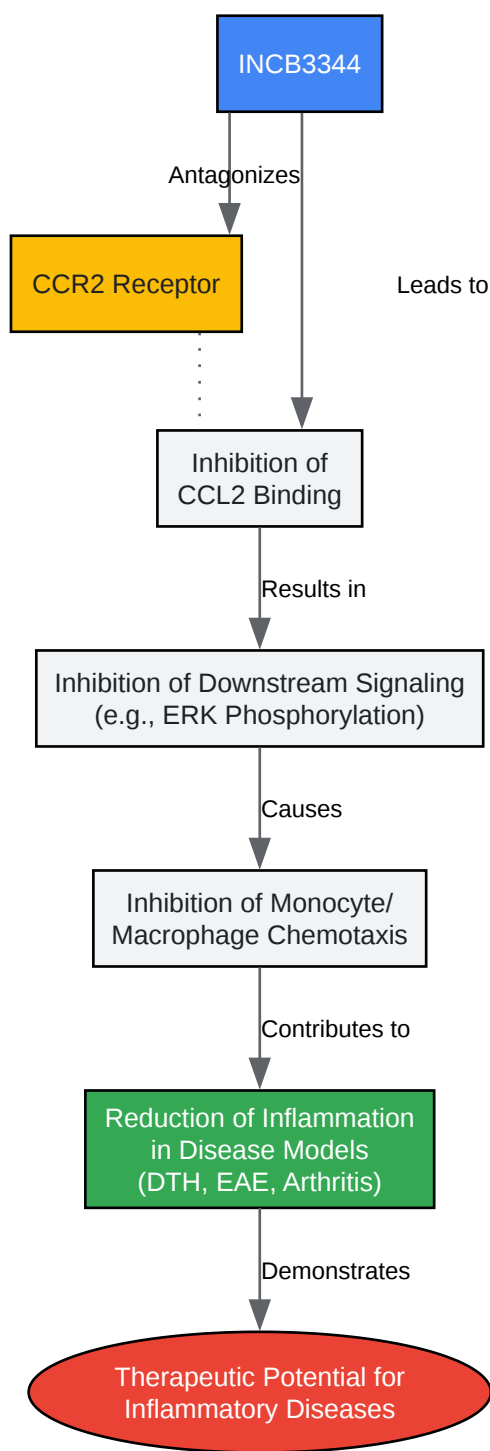 INCB3344
Antagonizes
CCR2 Receptor
Leads to
Inhibition of
CCL2 Binding
Results in
Inhibition of Downstream Signaling
(e.g., ERK Phosphorylation)
Causes
Inhibition of Monocyte/
Macrophage Chemotaxis
Contributes to
Reduction of Inflammation
in Disease Models
(DTH, EAE, Arthritis)
Demonstrates
Therapeutic Potential for
Inflammatory Diseases